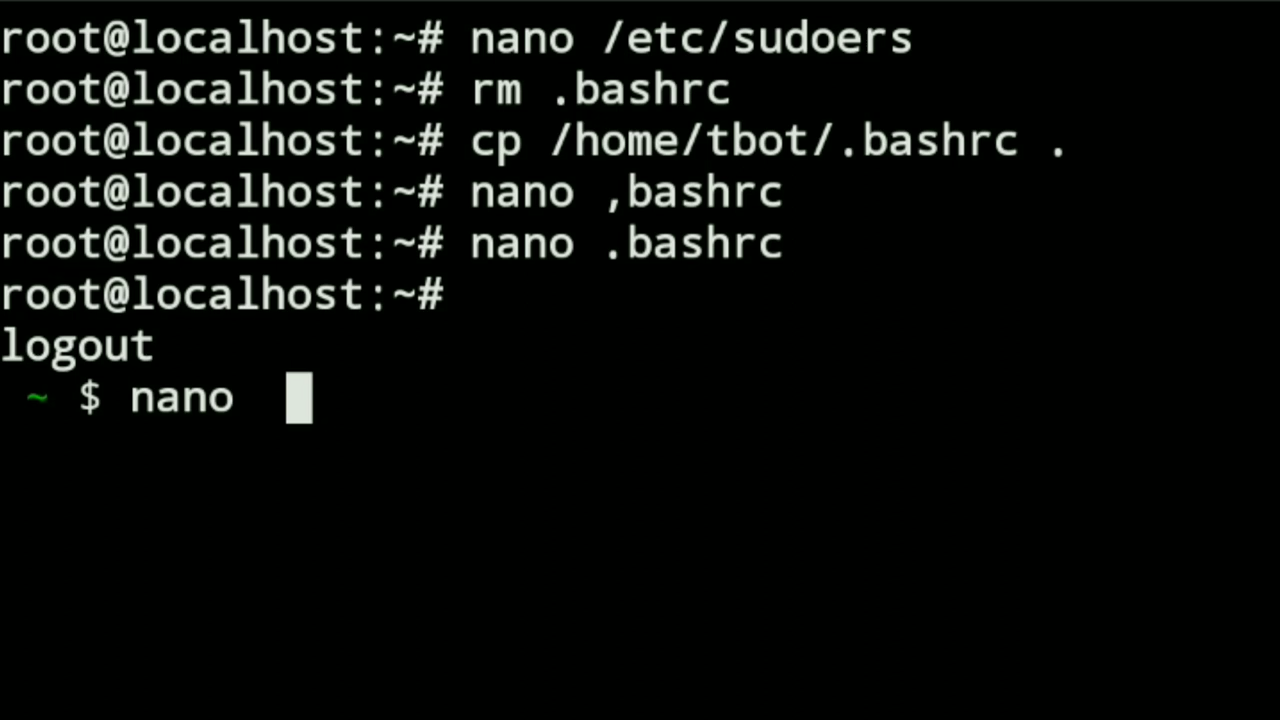 root@localhost:~# nano /etc/sudoers
root@localhost:~# rm .bashrc
root@localhost:~# cp /home/tbot/.bashrc .
root@localhost:~# nano ,bashrc
root@localhost:~# nano .bashrc
root@localhost:~#
logout
~ $ nano